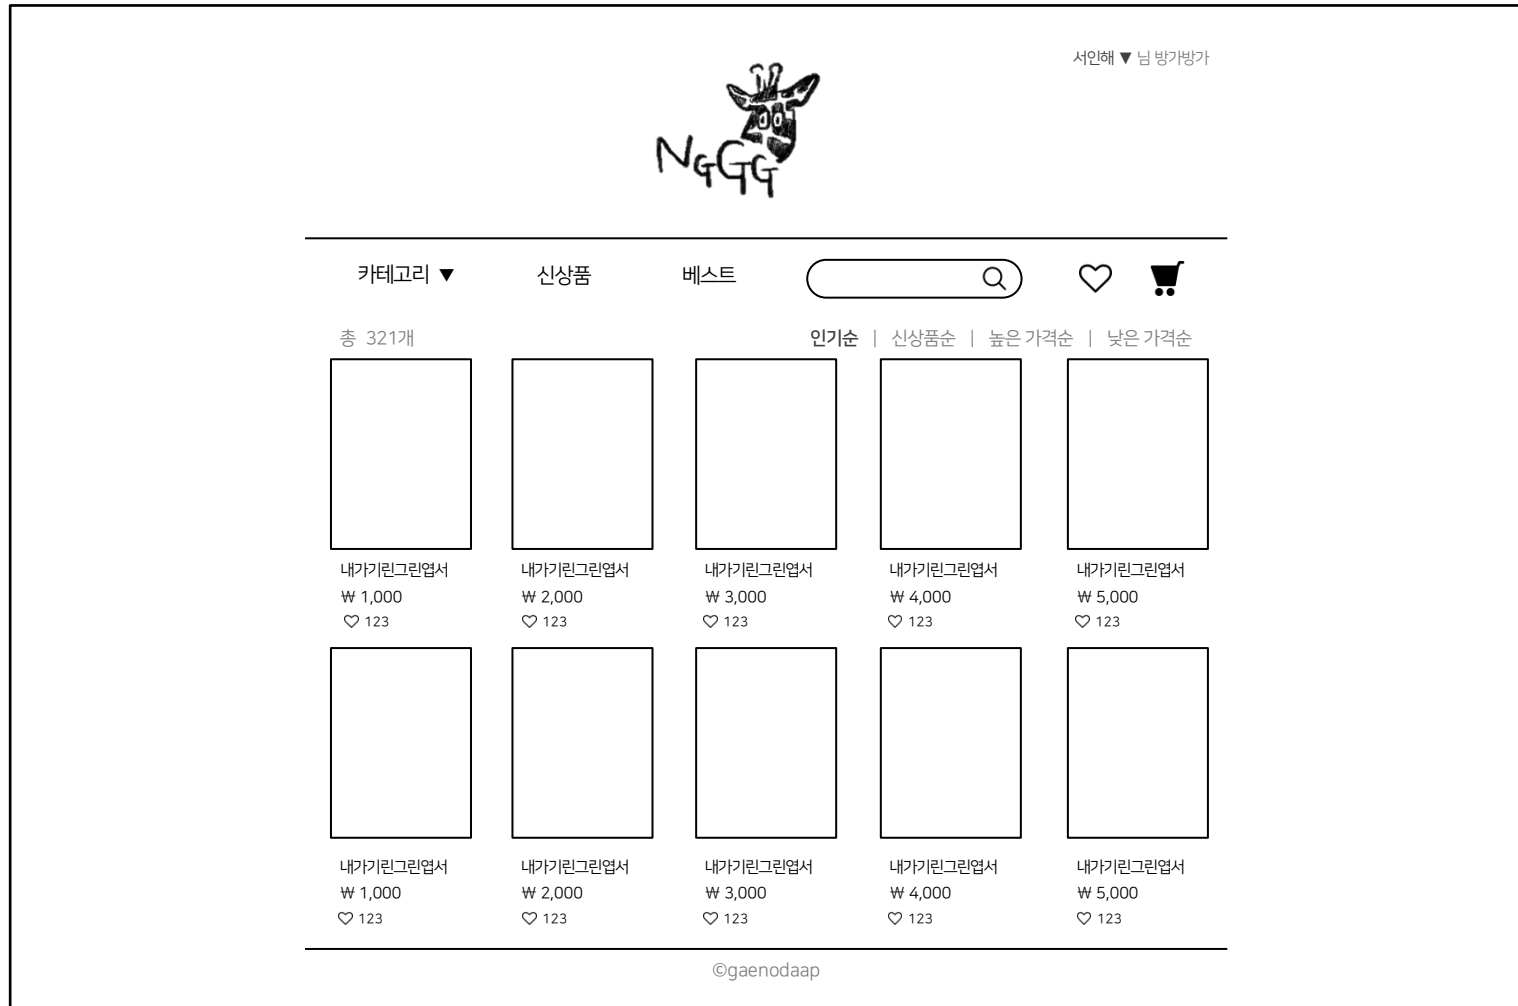 서인해 ▼ 님 방가방가
NGGG
카테고리 ▼ 신상품 베스트
총 321개 인기순 | 신상품순 | 높은 가격순 | 낮은 가격순
내가기린그린엽서 내가기린그린엽서 내가기린그린엽서 내가기린그린엽서 내가기린그린엽서
₩ 1,000 ₩ 2,000 ₩ 3,000 ₩ 4,000 ₩ 5,000
123 123 123 123 123
내가기린그린엽서 내가기린그린엽서 내가기린그린엽서 내가기린그린엽서 내가기린그린엽서
₩ 1,000 ₩ 2,000 ₩ 3,000 ₩ 4,000 ₩ 5,000
123 123 123 123 123
©gaenodaap